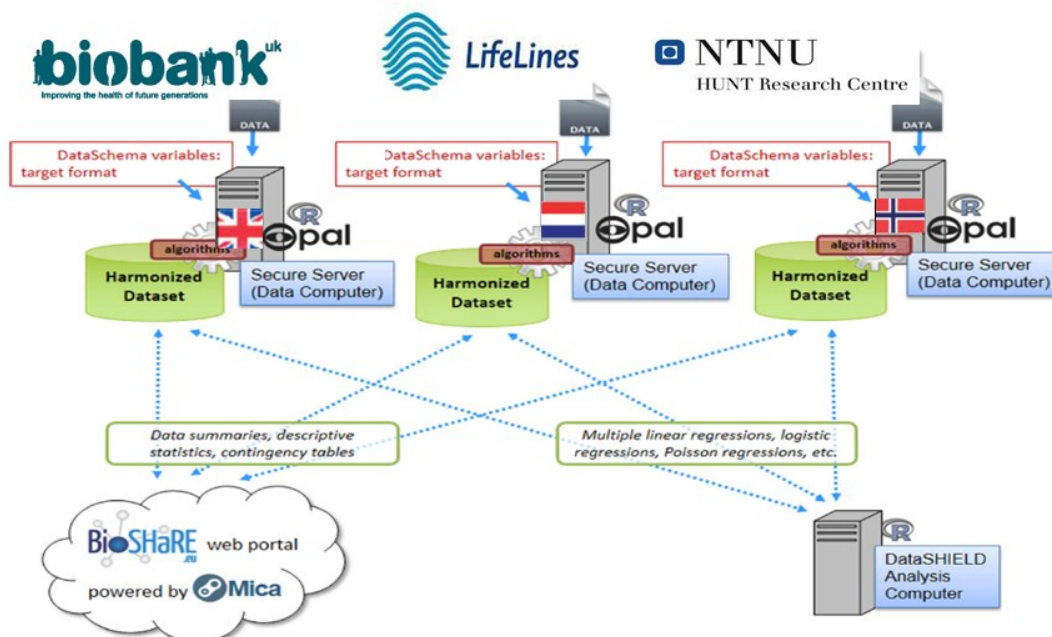 biobank uk
Improving the health of future generations
LifeLines
NTNU
HUNT Research Centre
DATA
DATA
DATA
DataSchema variables:
target format
DataSchema variables:
target format
DataSchema variables:
target format
R
Opal
R
Opal
R
Opal
algorithms
algorithms
algorithms
Harmonized
Dataset
Secure Server
(Data Computer)
Harmonized
Dataset
Secure Server
(Data Computer)
Harmonized
Dataset
Secure Server
(Data Computer)
Data summaries, descriptive
statistics, contingency tables
Multiple linear regressions, logistic
regressions, Poisson regressions, etc.
BioSHaRE.eu web portal
powered by Mica
R
DataSHIELD
Analysis
Computer